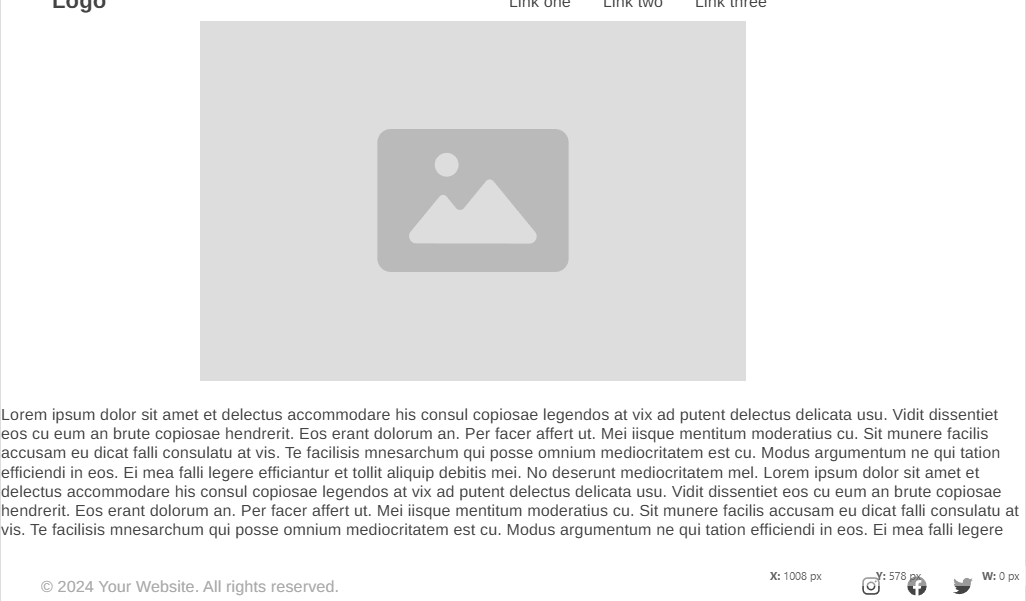 Logo Link one Link two Link three
Lorem ipsum dolor sit amet et delectus accommodare his consul copiosae legendos at vix ad putent delectus delicata usu. Vidit dissentiet
eos cu eum an brute copiosae hendrerit. Eos erant dolorum an. Per facer affert ut. Mei iisque mentitum moderatius cu. Sit munere facilis
accusam eu dicat falli consulatu at vis. Te facilisis mnesarchum qui posse omnium mediocritatem est cu. Modus argumentum ne qui tation
efficiendi in eos. Ei mea falli legere efficiantur et tollit aliquip debitis mei. No deserunt mediocritatem mel. Lorem ipsum dolor sit amet et
delectus accommodare his consul copiosae legendos at vix ad putent delectus delicata usu. Vidit dissentiet eos cu eum an brute copiosae
hendrerit. Eos erant dolorum an. Per facer affert ut. Mei iisque mentitum moderatius cu. Sit munere facilis accusam eu dicat falli consulatu at
vis. Te facilisis mnesarchum qui posse omnium mediocritatem est cu. Modus argumentum ne qui tation efficiendi in eos. Ei mea falli legere
X: 1008 px Y: 578 px W: 0 px
© 2024 Your Website. All rights reserved.